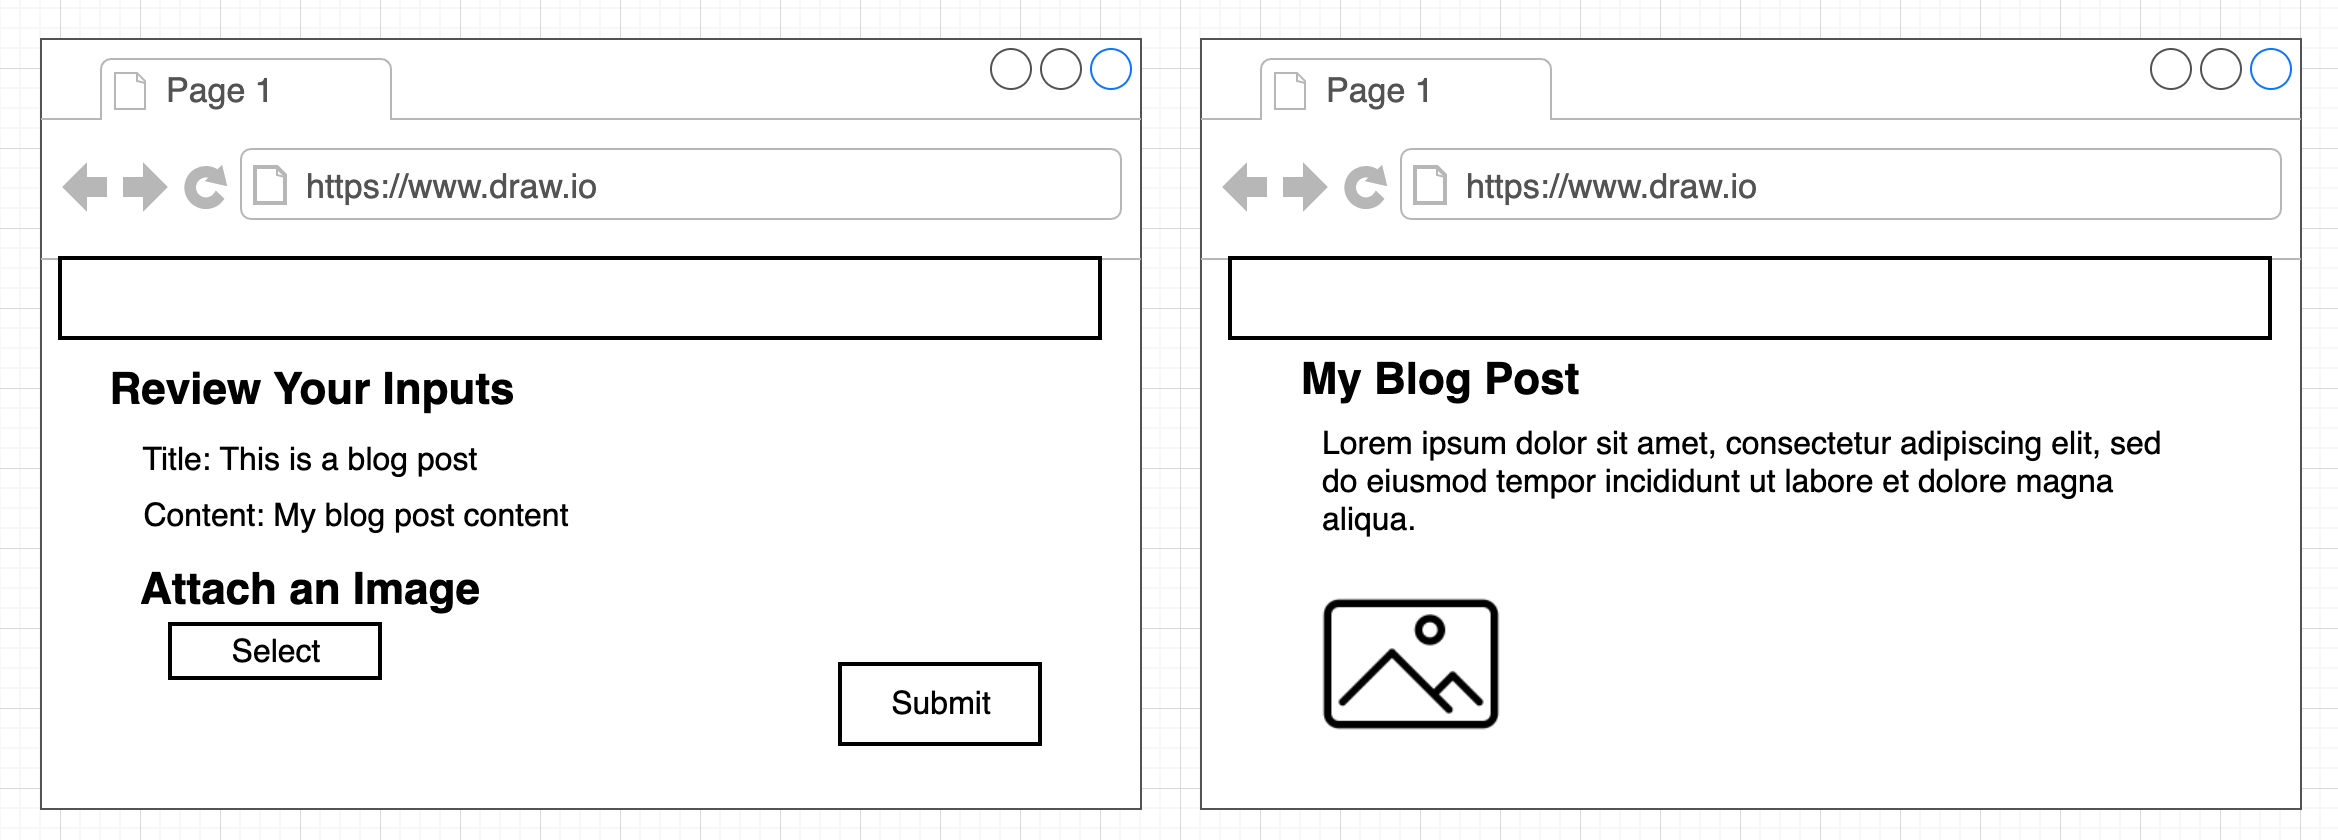 Page 1
https://www.draw.io
Review Your Inputs
Title: This is a blog post
Content: My blog post content
Attach an Image
Select
Submit
Page 1
https://www.draw.io
My Blog Post
Lorem ipsum dolor sit amet, consectetur adipiscing elit, sed
do eiusmod tempor incididunt ut labore et dolore magna
aliqua.